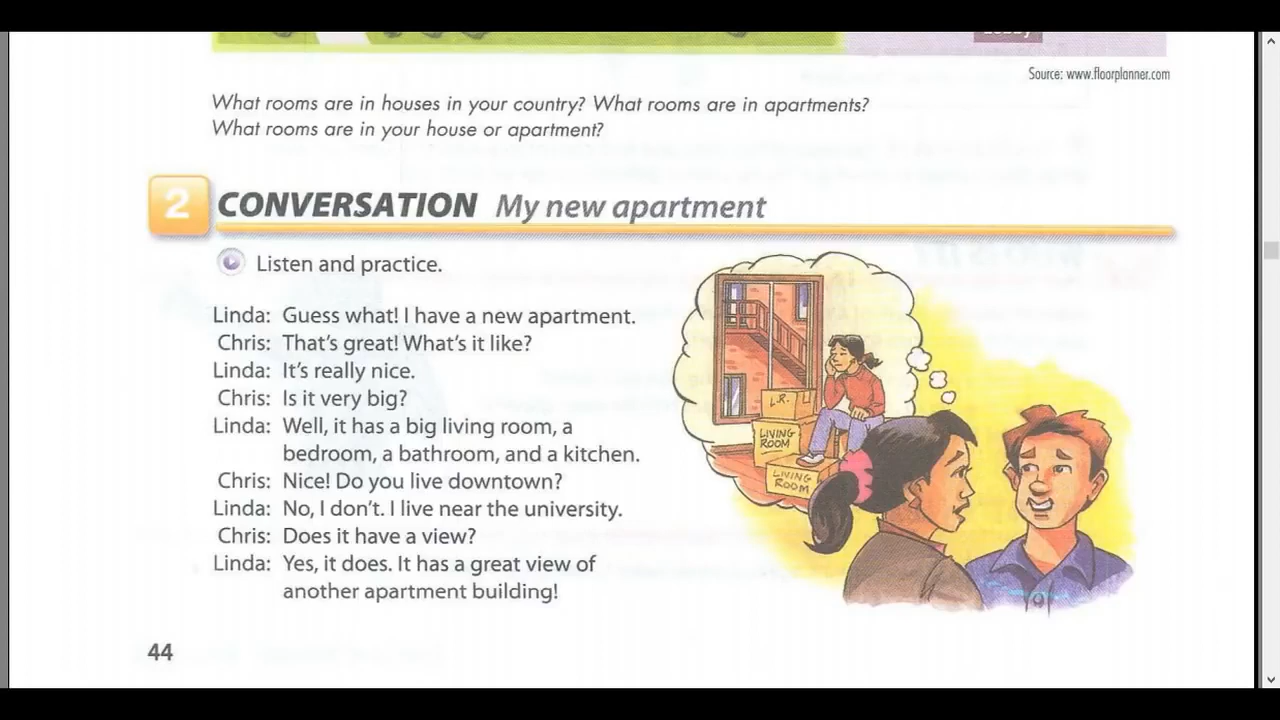 Source: www.floorplanner.com
What rooms are in houses in your country? What rooms are in apartments?
What rooms are in your house or apartment?
2 CONVERSATION My new apartment
Listen and practice.
Linda: Guess what! I have a new apartment.
Chris: That's great! What's it like?
Linda: It's really nice.
Chris: Is it very big?
Linda: Well, it has a big living room, a
bedroom, a bathroom, and a kitchen.
Chris: Nice! Do you live downtown?
Linda: No, I don't. I live near the university.
Chris: Does it have a view?
Linda: Yes, it does. It has a great view of
another apartment building!
L.R.
LIVING
ROOM
LIVING
ROOM
44